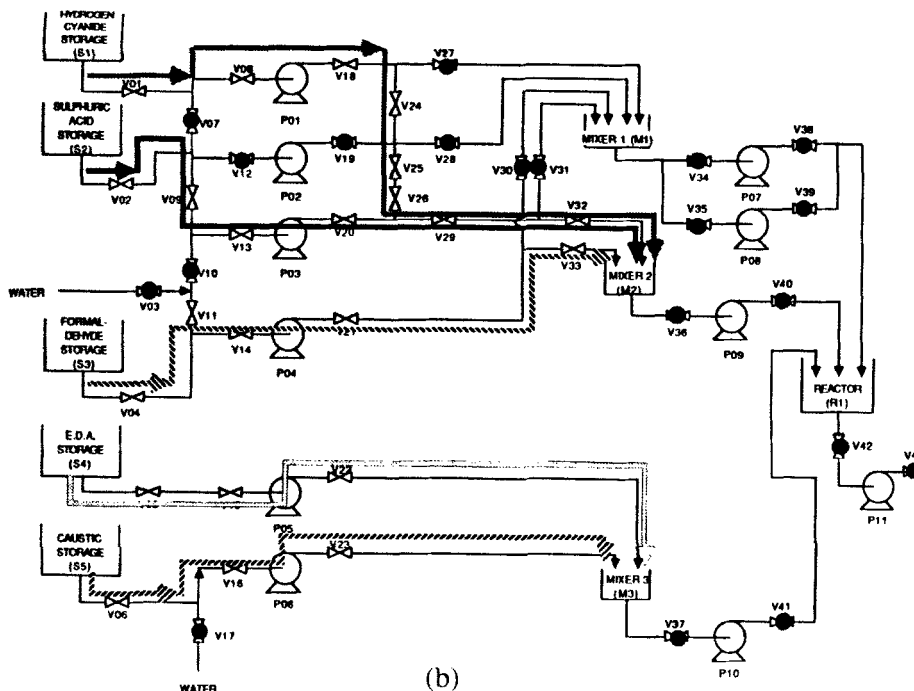 HYDROGEN
CYANIDE
STORAGE
(S1)
V01
V07
V08
P01
V18
V27
V24
SULPHURIC
ACID
STORAGE
(S2)
V02
V09
V12
P02
V19
V28
V25
V26
V30
V31
MIXER 1 (M1)
V34
V38
P07
V35
V39
P08
V13
P03
V20
V29
V32
V33
MIXER 2
(M2)
V10
WATER
V03
V11
V14
P04
V21
V36
P09
V40
FORMAL-
DEHYDE
STORAGE
(S3)
V04
REACTOR
(R1)
V42
P11
V4
E.D.A.
STORAGE
(S4)
V22
P05
CAUSTIC
STORAGE
(S5)
V06
V16
V23
P06
V17
WATER
MIXER 3
(M3)
V37
P10
V41
(b)